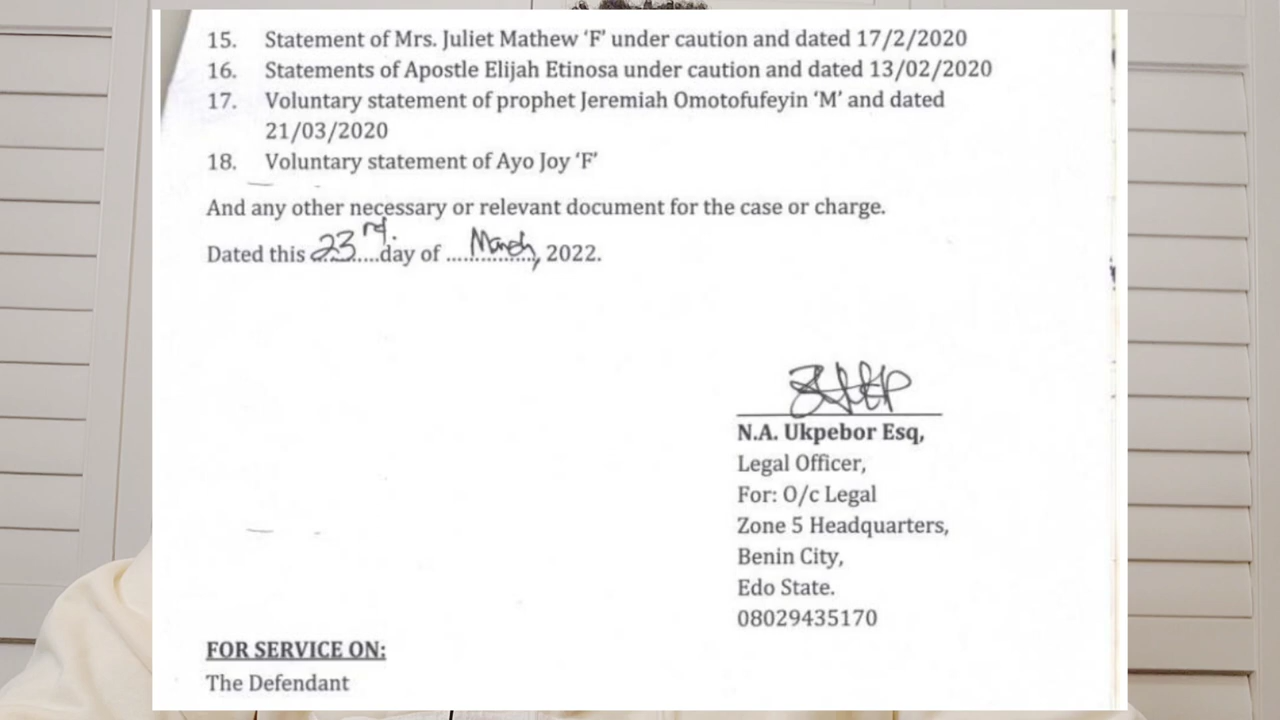 15. Statement of Mrs. Juliet Mathew ‘F’ under caution and dated 17/2/2020
16. Statements of Apostle Elijah Etinosa under caution and dated 13/02/2020
17. Voluntary statement of prophet Jeremiah Omotofufeyin ‘M’ and dated
21/03/2020
18. Voluntary statement of Ayo Joy ‘F’
And any other necessary or relevant document for the case or charge.
Dated this 23rd.....day of ...March, 2022.
N.A. Ukpebor Esq,
Legal Officer,
For: O/c Legal
Zone 5 Headquarters,
Benin City,
Edo State.
08029435170
FOR SERVICE ON:
The Defendant